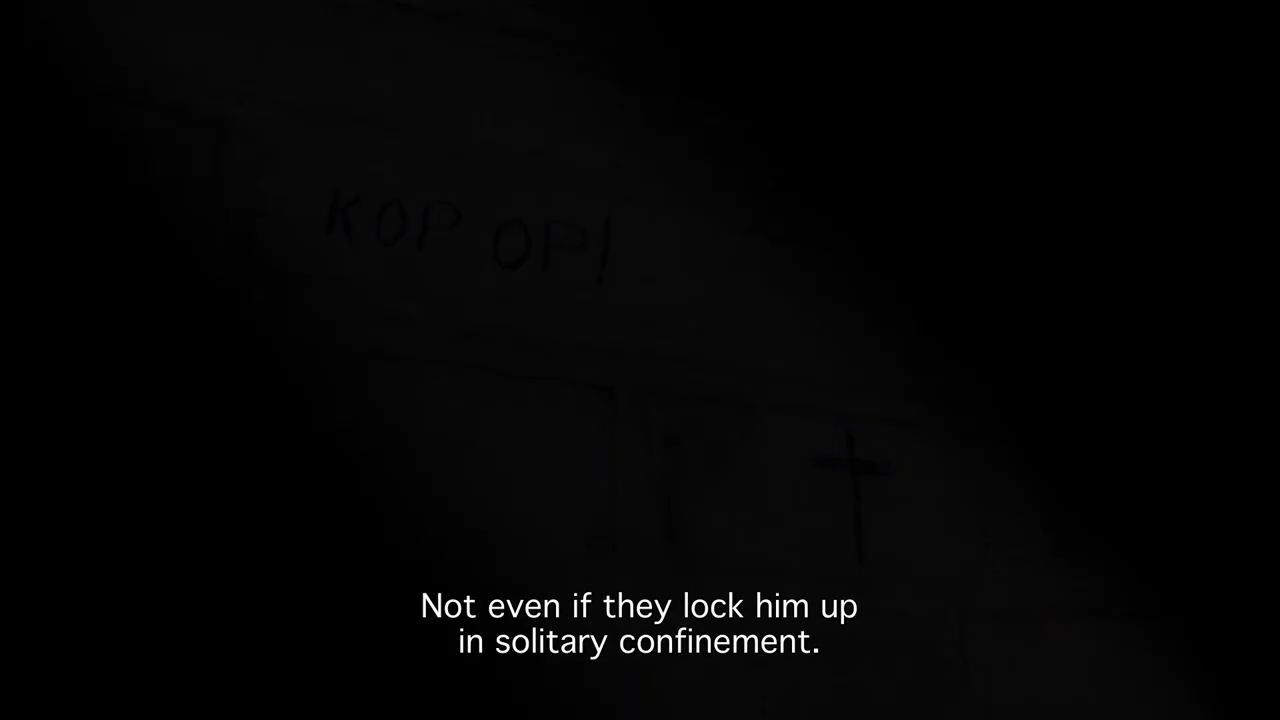 KOP OP!
Not even if they lock him up
in solitary confinement.